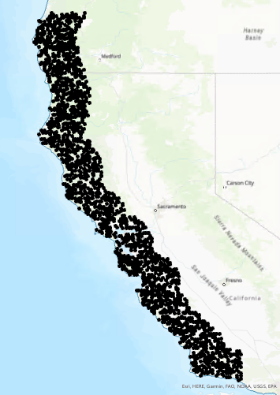 Harney
Basin
Medford
Carson City
Sacramento
Sierra Nevada Mountains
San Joaquin Valley
Fresno
California
Esri, HERE, Garmin, FAO, NOAA, USGS, EPA